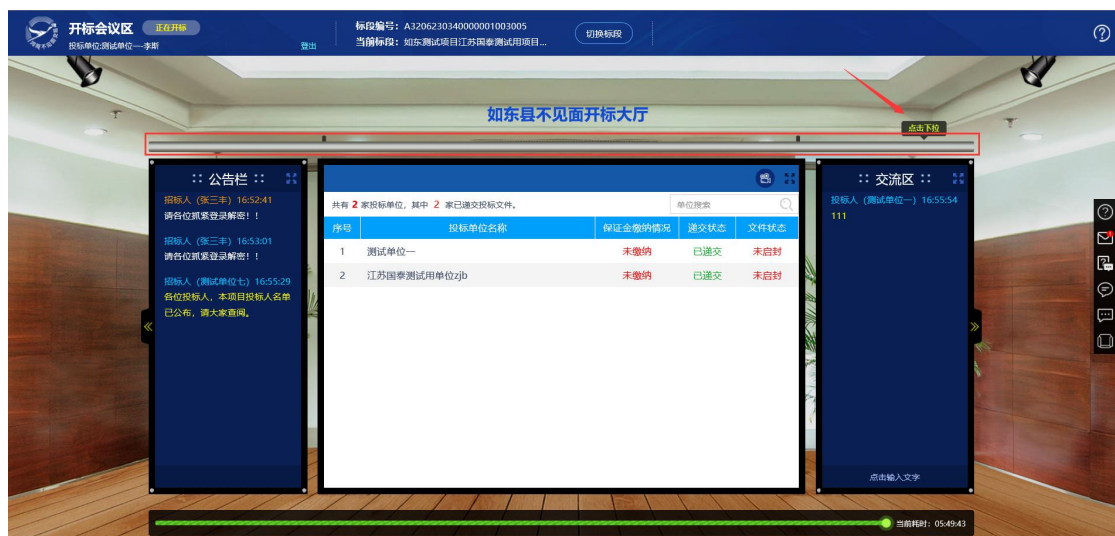 开标会议区 正在开标
投标单位:测试单位一-李斯 登出
标段编号：A3206230340000001003005
当前标段：如东测试项目江苏国泰测试用项目...
切换标段
如东县不见面开标大厅
点击下拉
:: 公告栏 ::
招标人（张三丰）16:52:41
请各位抓紧登录解密！！
招标人（张三丰）16:53:01
请各位抓紧登录解密！！
招标人（测试单位七）16:55:29
各位投标人，本项目投标人名单
已公布，请大家查阅。
共有 2 家投标单位，其中 2 家已递交投标文件。 单位搜索
序号 投标单位名称 保证金缴纳情况 递交状态 文件状态
1 测试单位一 未缴纳 已递交 未启封
2 江苏国泰测试用单位zjb 未缴纳 已递交 未启封
:: 交流区 ::
投标人（测试单位一）16:55:54
111
点击输入文字
当前耗时：05:49:43